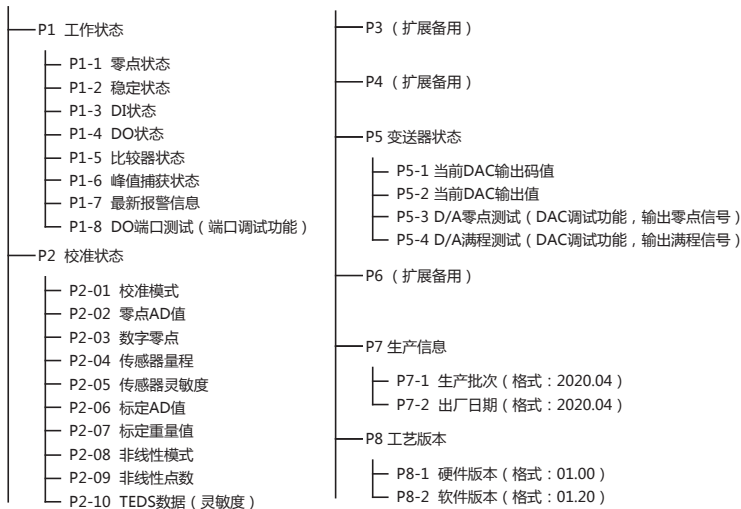 P1 工作状态
P1-1 零点状态
P1-2 稳定状态
P1-3 DI状态
P1-4 DO状态
P1-5 比较器状态
P1-6 峰值捕获状态
P1-7 最新报警信息
P1-8 DO端口测试（端口调试功能）
P2 校准状态
P2-01 校准模式
P2-02 零点AD值
P2-03 数字零点
P2-04 传感器量程
P2-05 传感器灵敏度
P2-06 标定AD值
P2-07 标定重量值
P2-08 非线性模式
P2-09 非线性点数
P2-10 TEDS数据（灵敏度）
P3（扩展备用）
P4（扩展备用）
P5 变送器状态
P5-1 当前DAC输出码值
P5-2 当前DAC输出值
P5-3 D/A零点测试（DAC调试功能，输出零点信号）
P5-4 D/A满程测试（DAC调试功能，输出满程信号）
P6（扩展备用）
P7 生产信息
P7-1 生产批次（格式：2020.04）
P7-2 出厂日期（格式：2020.04）
P8 工艺版本
P8-1 硬件版本（格式：01.00）
P8-2 软件版本（格式：01.20）